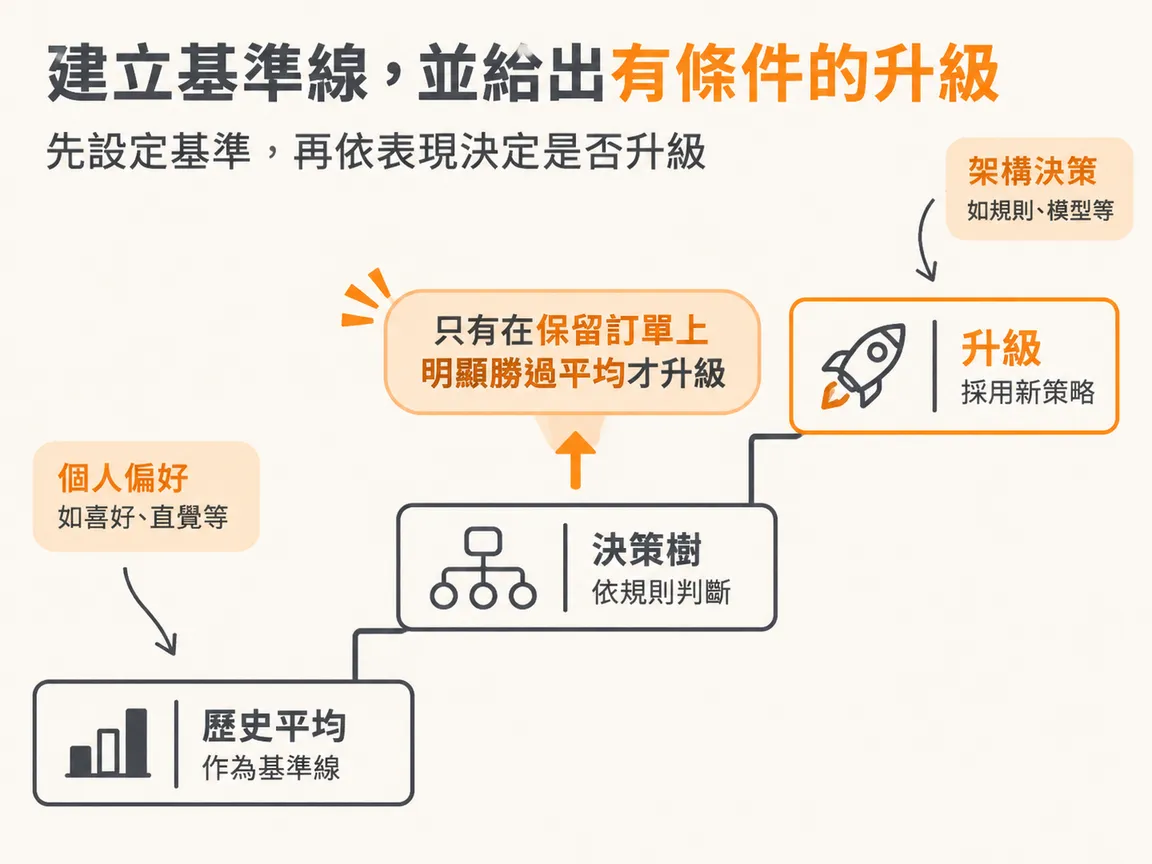 建立基準線，並給出有條件的升級
先設定基準，再依表現決定是否升級
架構決策
如規則、模型等
只有在保留訂單上
明顯勝過平均才升級
升級
採用新策略
個人偏好
如喜好、直覺等
決策樹
依規則判斷
歷史平均
作為基準線